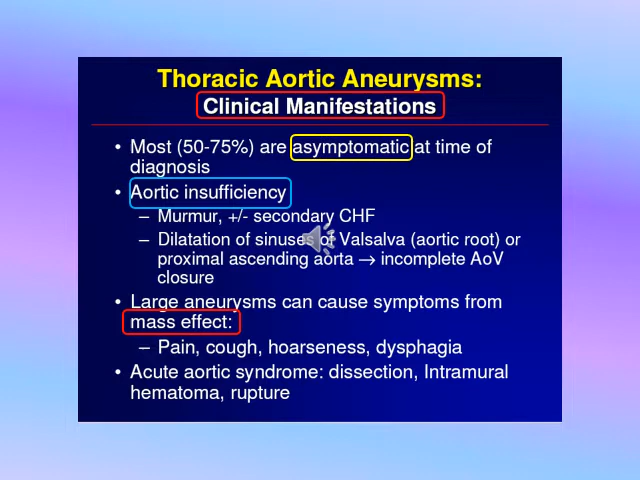 Thoracic Aortic Aneurysms:
Clinical Manifestations
• Most (50-75%) are asymptomatic at time of
diagnosis
• Aortic insufficiency
– Murmur, +/- secondary CHF
– Dilatation of sinuses of Valsalva (aortic root) or
proximal ascending aorta → incomplete AoV
closure
• Large aneurysms can cause symptoms from
mass effect:
– Pain, cough, hoarseness, dysphagia
• Acute aortic syndrome: dissection, Intramural
hematoma, rupture